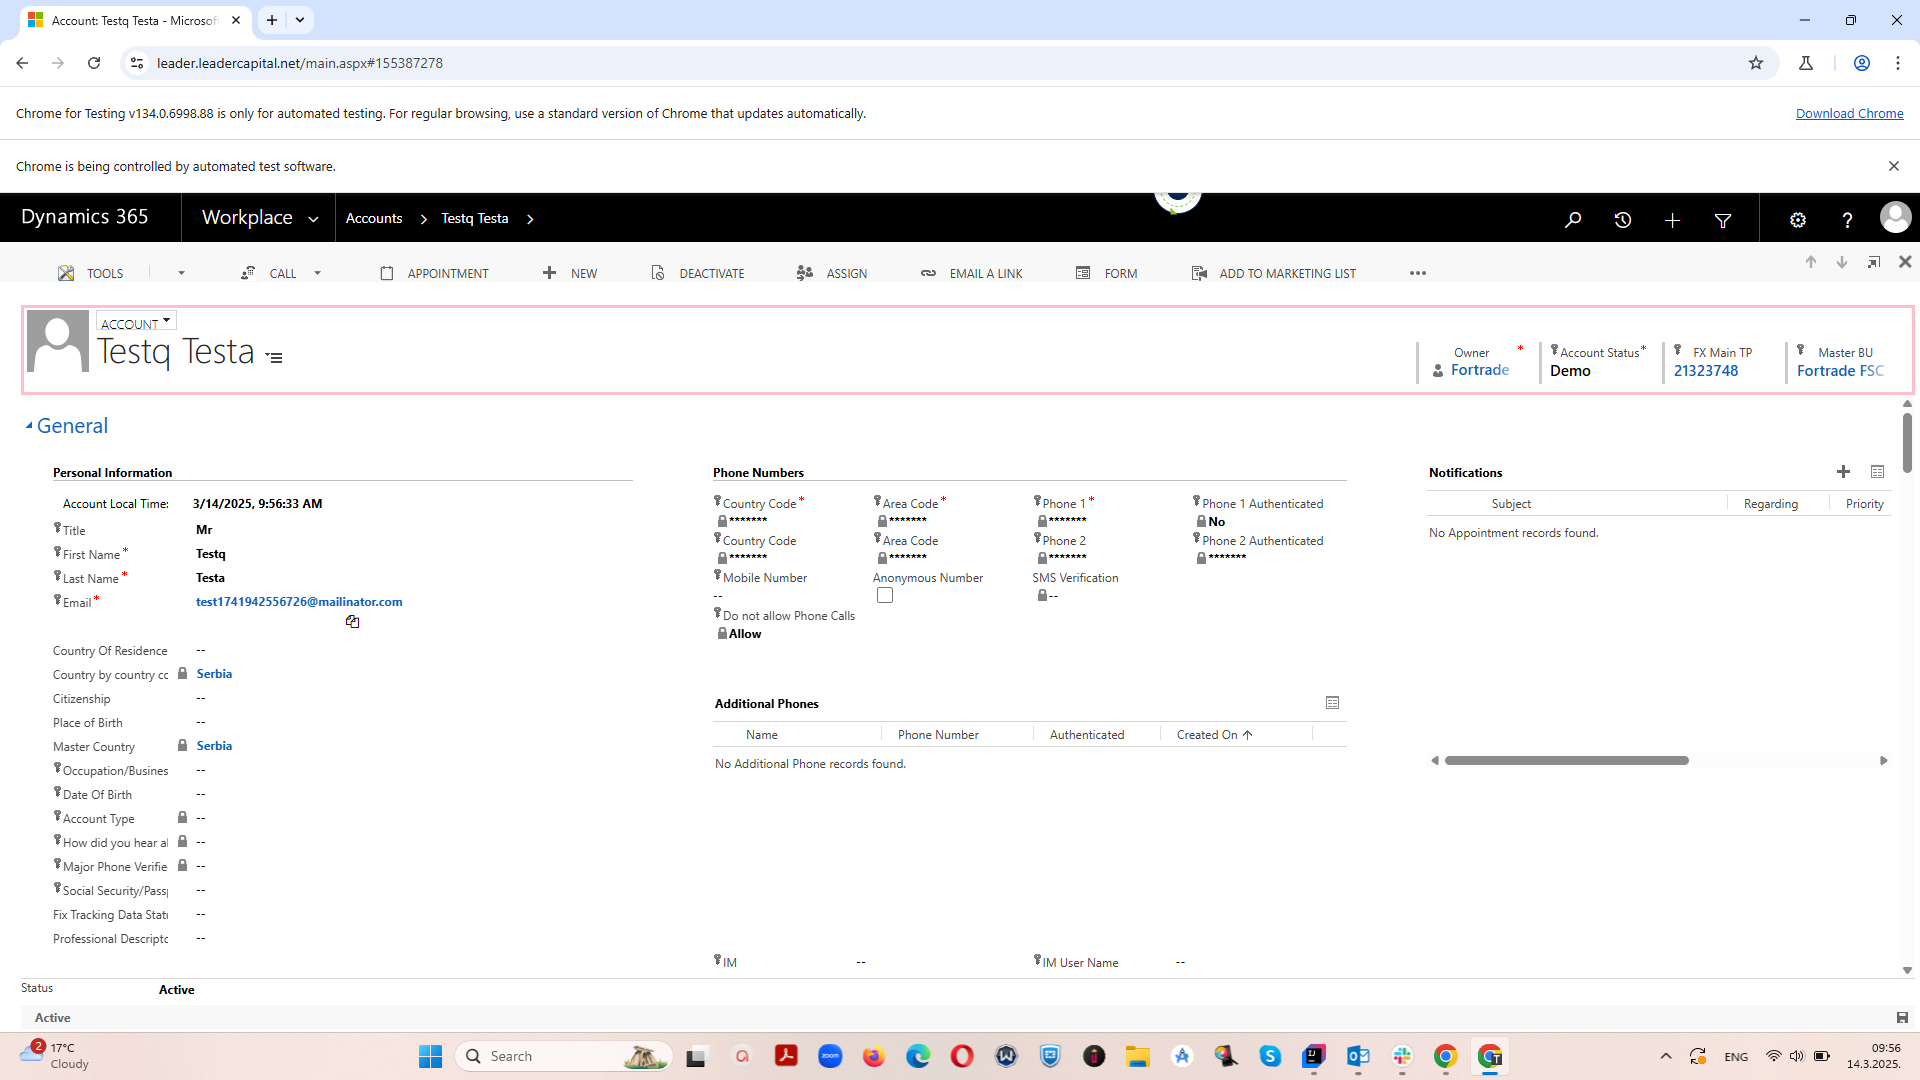 Account: Testq Testa - Microsof
leader.leadercapital.net/main.aspx#155387278
Chrome for Testing v134.0.6998.88 is only for automated testing. For regular browsing, use a standard version of Chrome that updates automatically.
Download Chrome
Chrome is being controlled by automated test software.
Dynamics 365
Workplace
Accounts
Testq Testa
TOOLS
CALL
APPOINTMENT
NEW
DEACTIVATE
ASSIGN
EMAIL A LINK
FORM
ADD TO MARKETING LIST
ACCOUNT
Testq Testa
Owner *
Fortrade
Account Status *
Demo
FX Main TP
21323748
Master BU
Fortrade FSC
General
Personal Information
Account Local Time: 3/14/2025, 9:56:33 AM
Title Mr
First Name * Testq
Last Name * Testa
Email * test1741942556726@mailinator.com
Country Of Residence --
Country by country cc Serbia
Citizenship --
Place of Birth --
Master Country Serbia
Occupation/Busines --
Date Of Birth --
Account Type --
How did you hear al --
Major Phone Verifie --
Social Security/Passp --
Fix Tracking Data Statu --
Professional Descripto --
Phone Numbers
Country Code * Area Code * Phone 1 * Phone 1 Authenticated
******* ******* ******* No
Country Code Area Code Phone 2 Phone 2 Authenticated
******* ******* ******* *******
Mobile Number Anonymous Number SMS Verification
-- --
Do not allow Phone Calls
Allow
Additional Phones
Name Phone Number Authenticated Created On
No Additional Phone records found.
IM -- IM User Name --
Notifications
Subject Regarding Priority
No Appointment records found.
Status Active
Active
2
17°C
Cloudy
Search
zoom
ENG
09:56
14.3.2025.